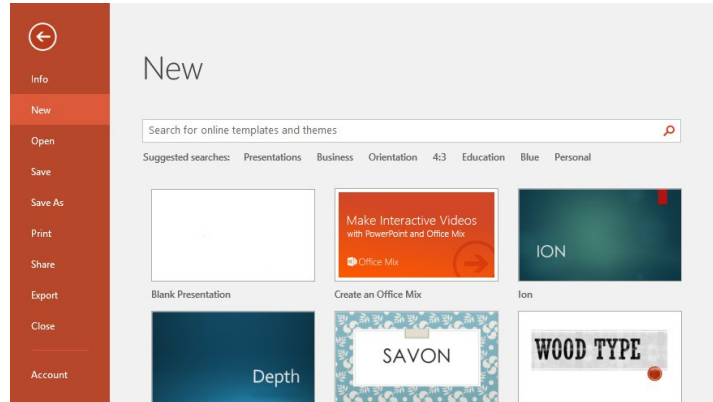 Info
New
Open
Save
Save As
Print
Share
Export
Close
Account
New
Search for online templates and themes
Suggested searches: Presentations Business Orientation 4:3 Education Blue Personal
Make Interactive Videos
with PowerPoint and Office Mix
Office Mix
ION
Blank Presentation
Create an Office Mix
Ion
Depth
SAVON
WOOD TYPE